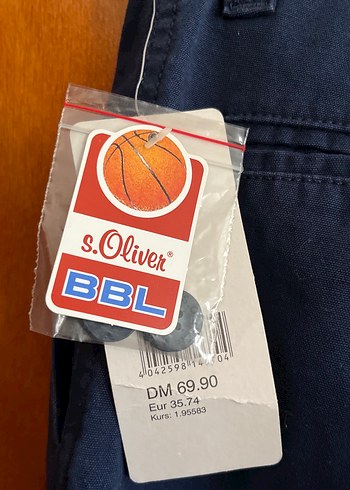 s.Oliver®
BBL
DM 69.90
Eur 35.74
Kurs: 1.95583